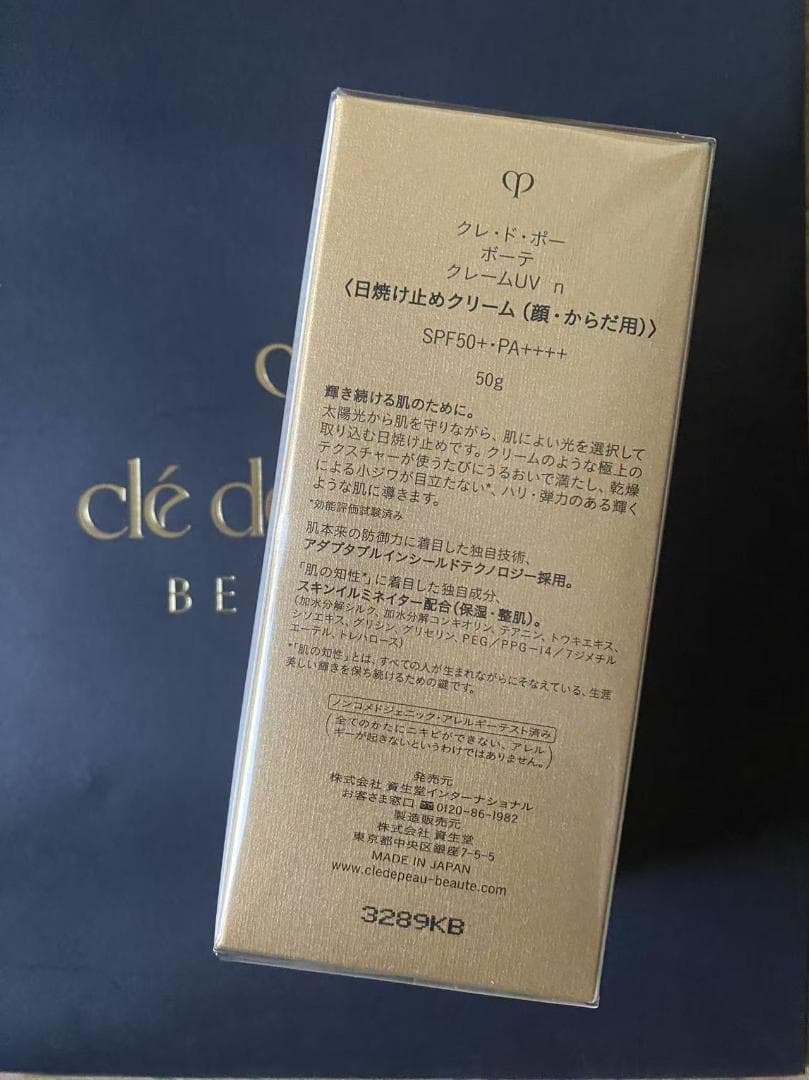 クレ・ド・ポー
ボーテ
クレームUV n
〈日焼け止めクリーム (顔・からだ用)〉
SPF50+・PA++++
50g
輝き続ける肌のために。
太陽光から肌を守りながら、肌によい光を選択して
取り込む日焼け止めです。クリームのような極上の
テクスチャーが使うたびにうるおいで満たし、乾燥
による小ジワが目立たない*、ハリ・弾力のある輝く
ような肌に導きます。
*効能評価試験済み
肌本来の防御力に着目した独自技術、
アダプタブルインシールドテクノロジー採用。
「肌の知性*」に着目した独自成分、
スキンイルミネイター配合(保湿・整肌)。
(加水分解シルク、加水分解コンキオリン、テアニン、トウキエキス、
シソエキス、グリシン、グリセリン、PEG/PPG-14/7ジメチル
エーテル、トレハロース)
*「肌の知性」とは、すべての人が生まれながらにそなえている、生涯
美しい輝きを保ち続けるための鍵です。
ノンコメドジェニック・アレルギーテスト済み
(全てのかたにニキビができない、アレル
ギーが起きないというわけではありません。)
発売元
株式会社 資生堂インターナショナル
お客さま窓口 0120-86-1982
製造販売元
株式会社 資生堂
東京都中央区銀座7-5-5
MADE IN JAPAN
www.cledepeau-beaute.com
3289KB
clé de
BE